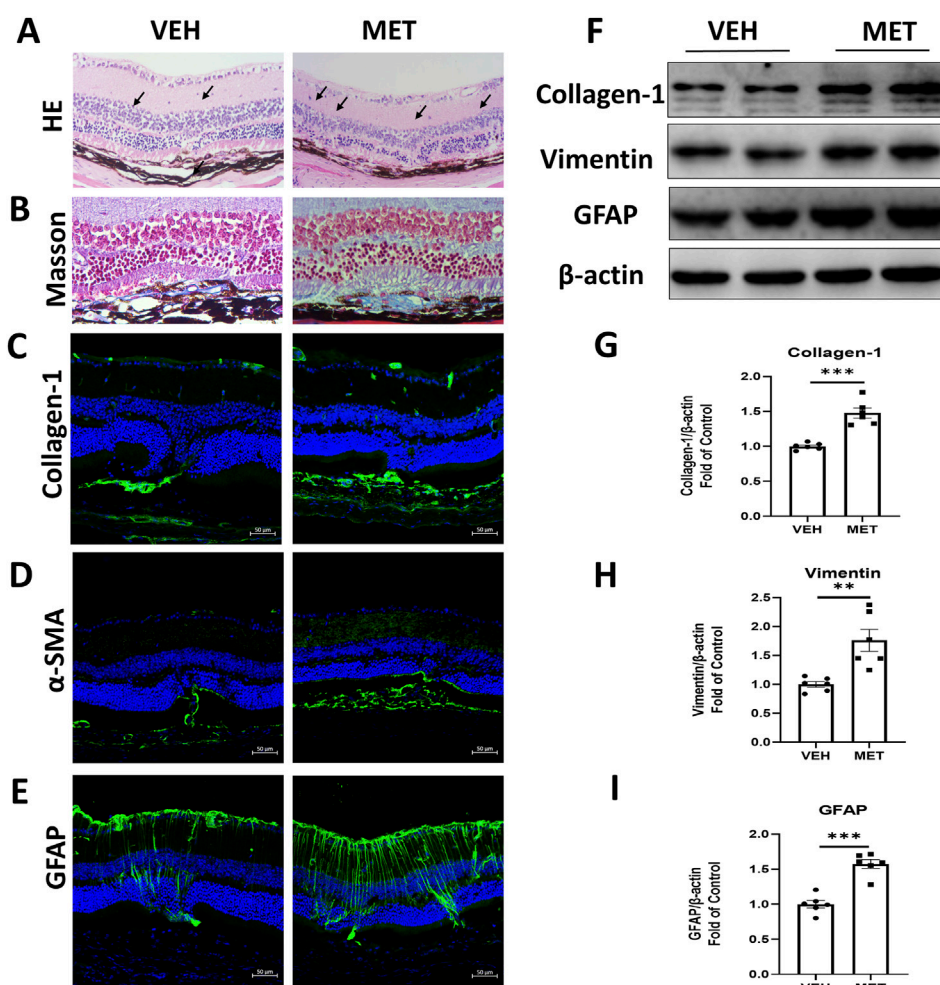 A
VEH
MET
HE
B
Masson
C
Collagen-1
50 µm
50 µm
D
α-SMA
50 µm
50 µm
E
GFAP
50 µm
50 µm
F
VEH
MET
Collagen-1
Vimentin
GFAP
β-actin
G
Collagen-1
***
Collagen-1/β-actin
Fold of Control
2.0
1.5
1.0
0.5
0.0
VEH
MET
H
Vimentin
**
Vimentin/β-actin
Fold of Control
2.5
2.0
1.5
1.0
0.5
0.0
VEH
MET
I
GFAP
***
GFAP/β-actin
Fold of Control
2.0
1.5
1.0
0.5
0.0
VEH
MET